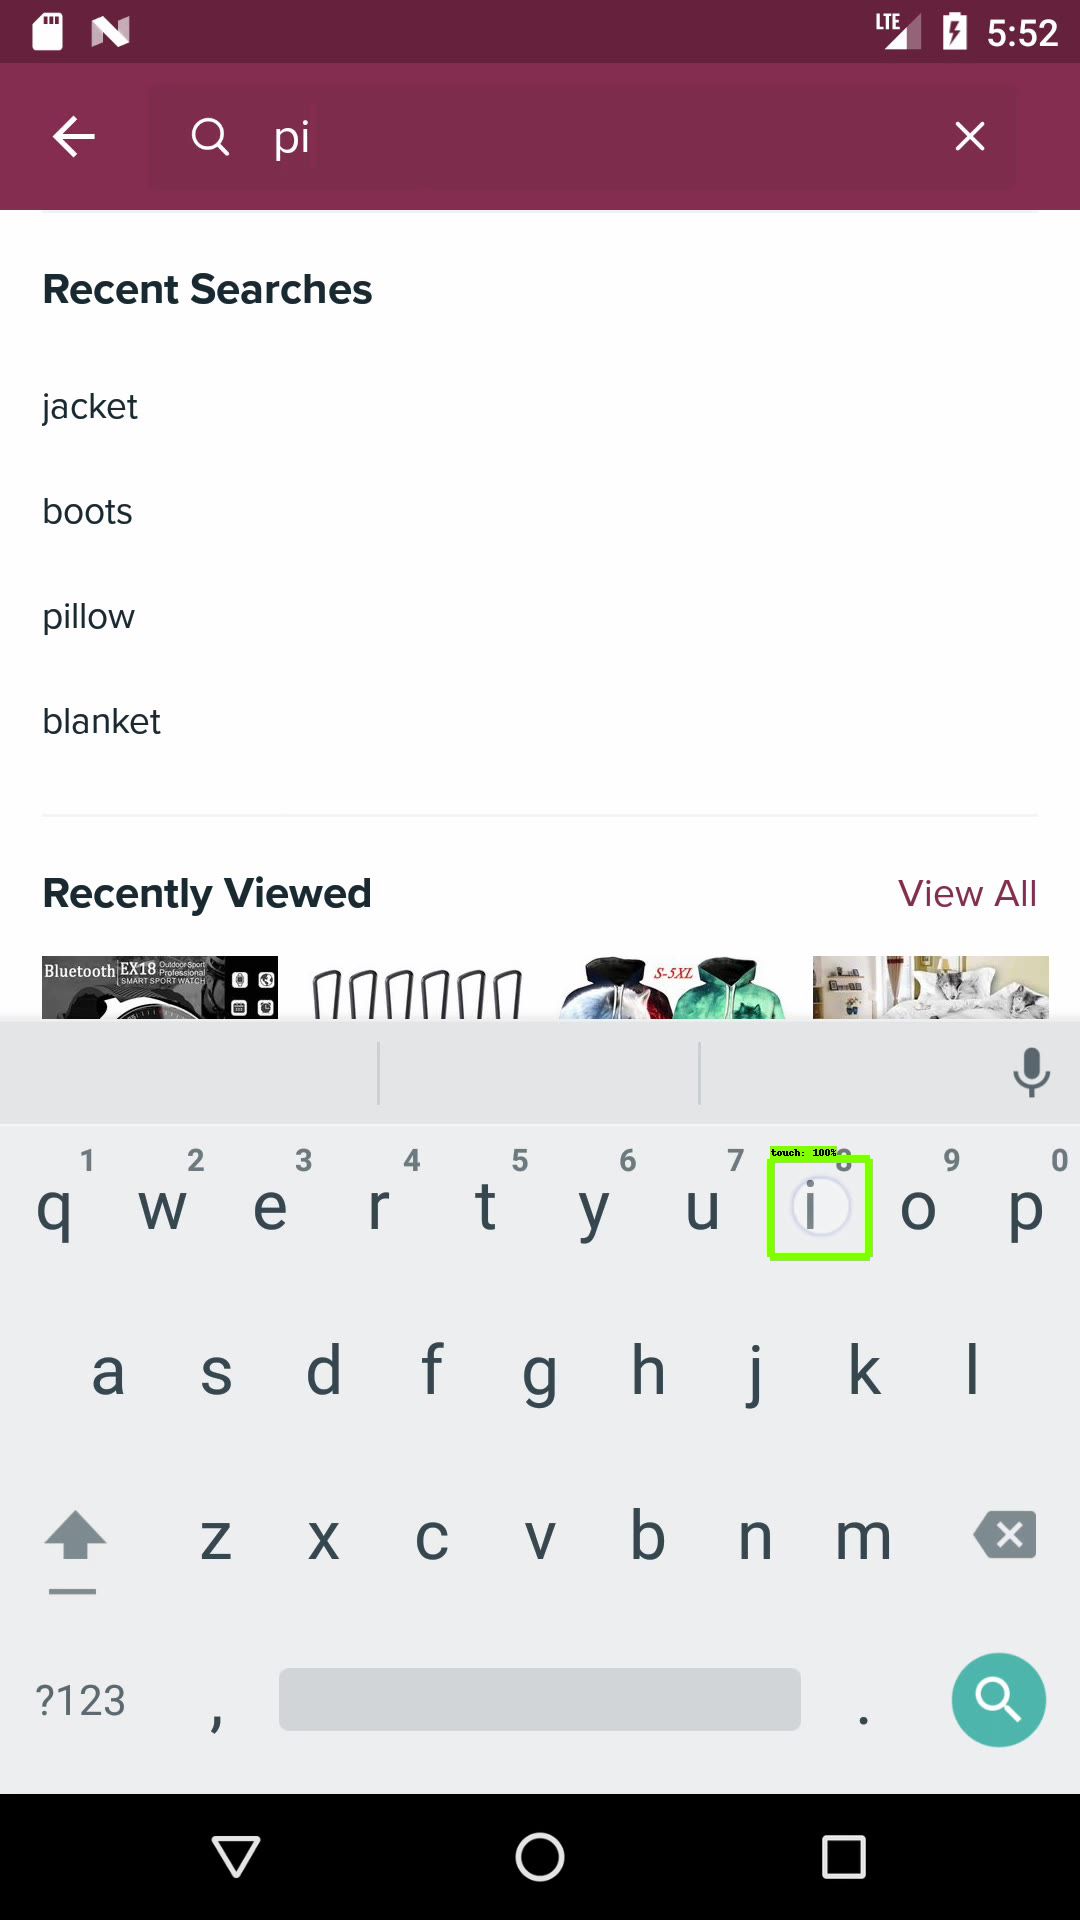 LTE 5:52
pi
Recent Searches
jacket
boots
pillow
blanket
Recently Viewed View All
Bluetooth EX18 Outdoor Sport Professional
SMART SPORT WATCH
S-5XL
touch: 100%
1 2 3 4 5 6 7 8 9 0
q w e r t y u i o p
a s d f g h j k l
z x c v b n m
?123 , .